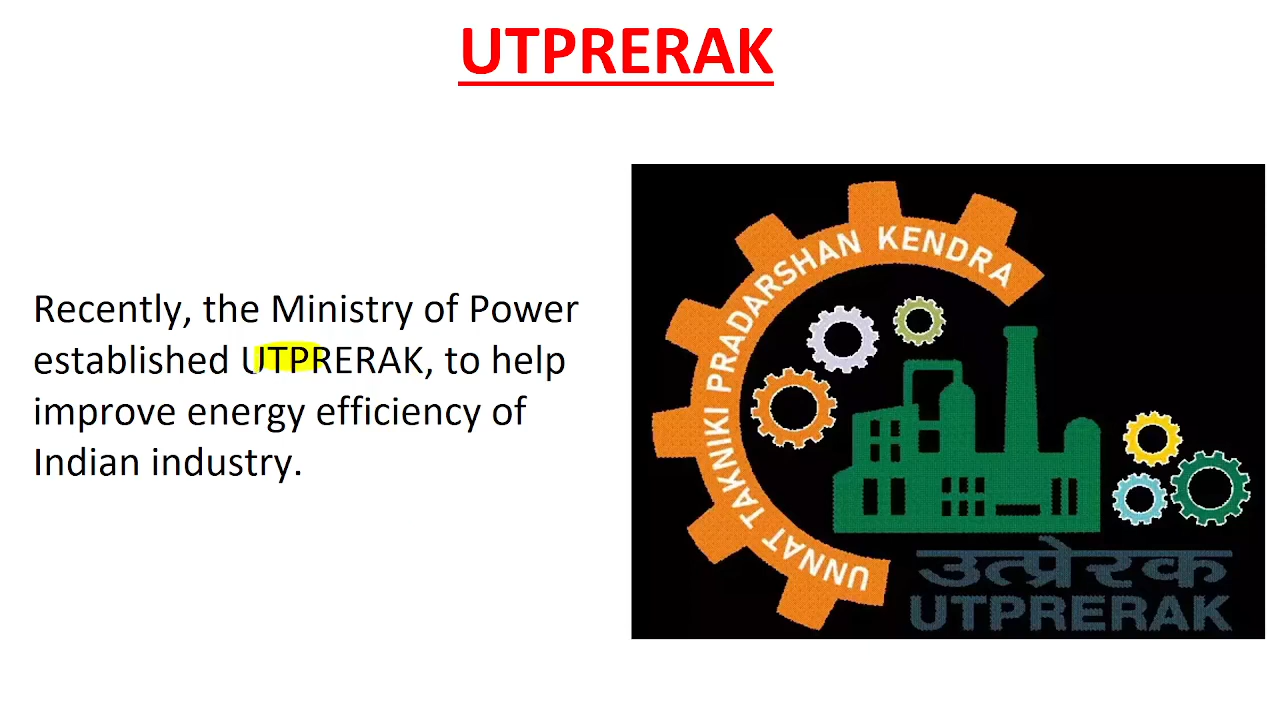 UTPRERAK
Recently, the Ministry of Power
established UTPRERAK, to help
improve energy efficiency of
Indian industry.
UNNAT TAKNIKI PRADARSHAN KENDRA
उत्प्रेरक
UTPRERAK